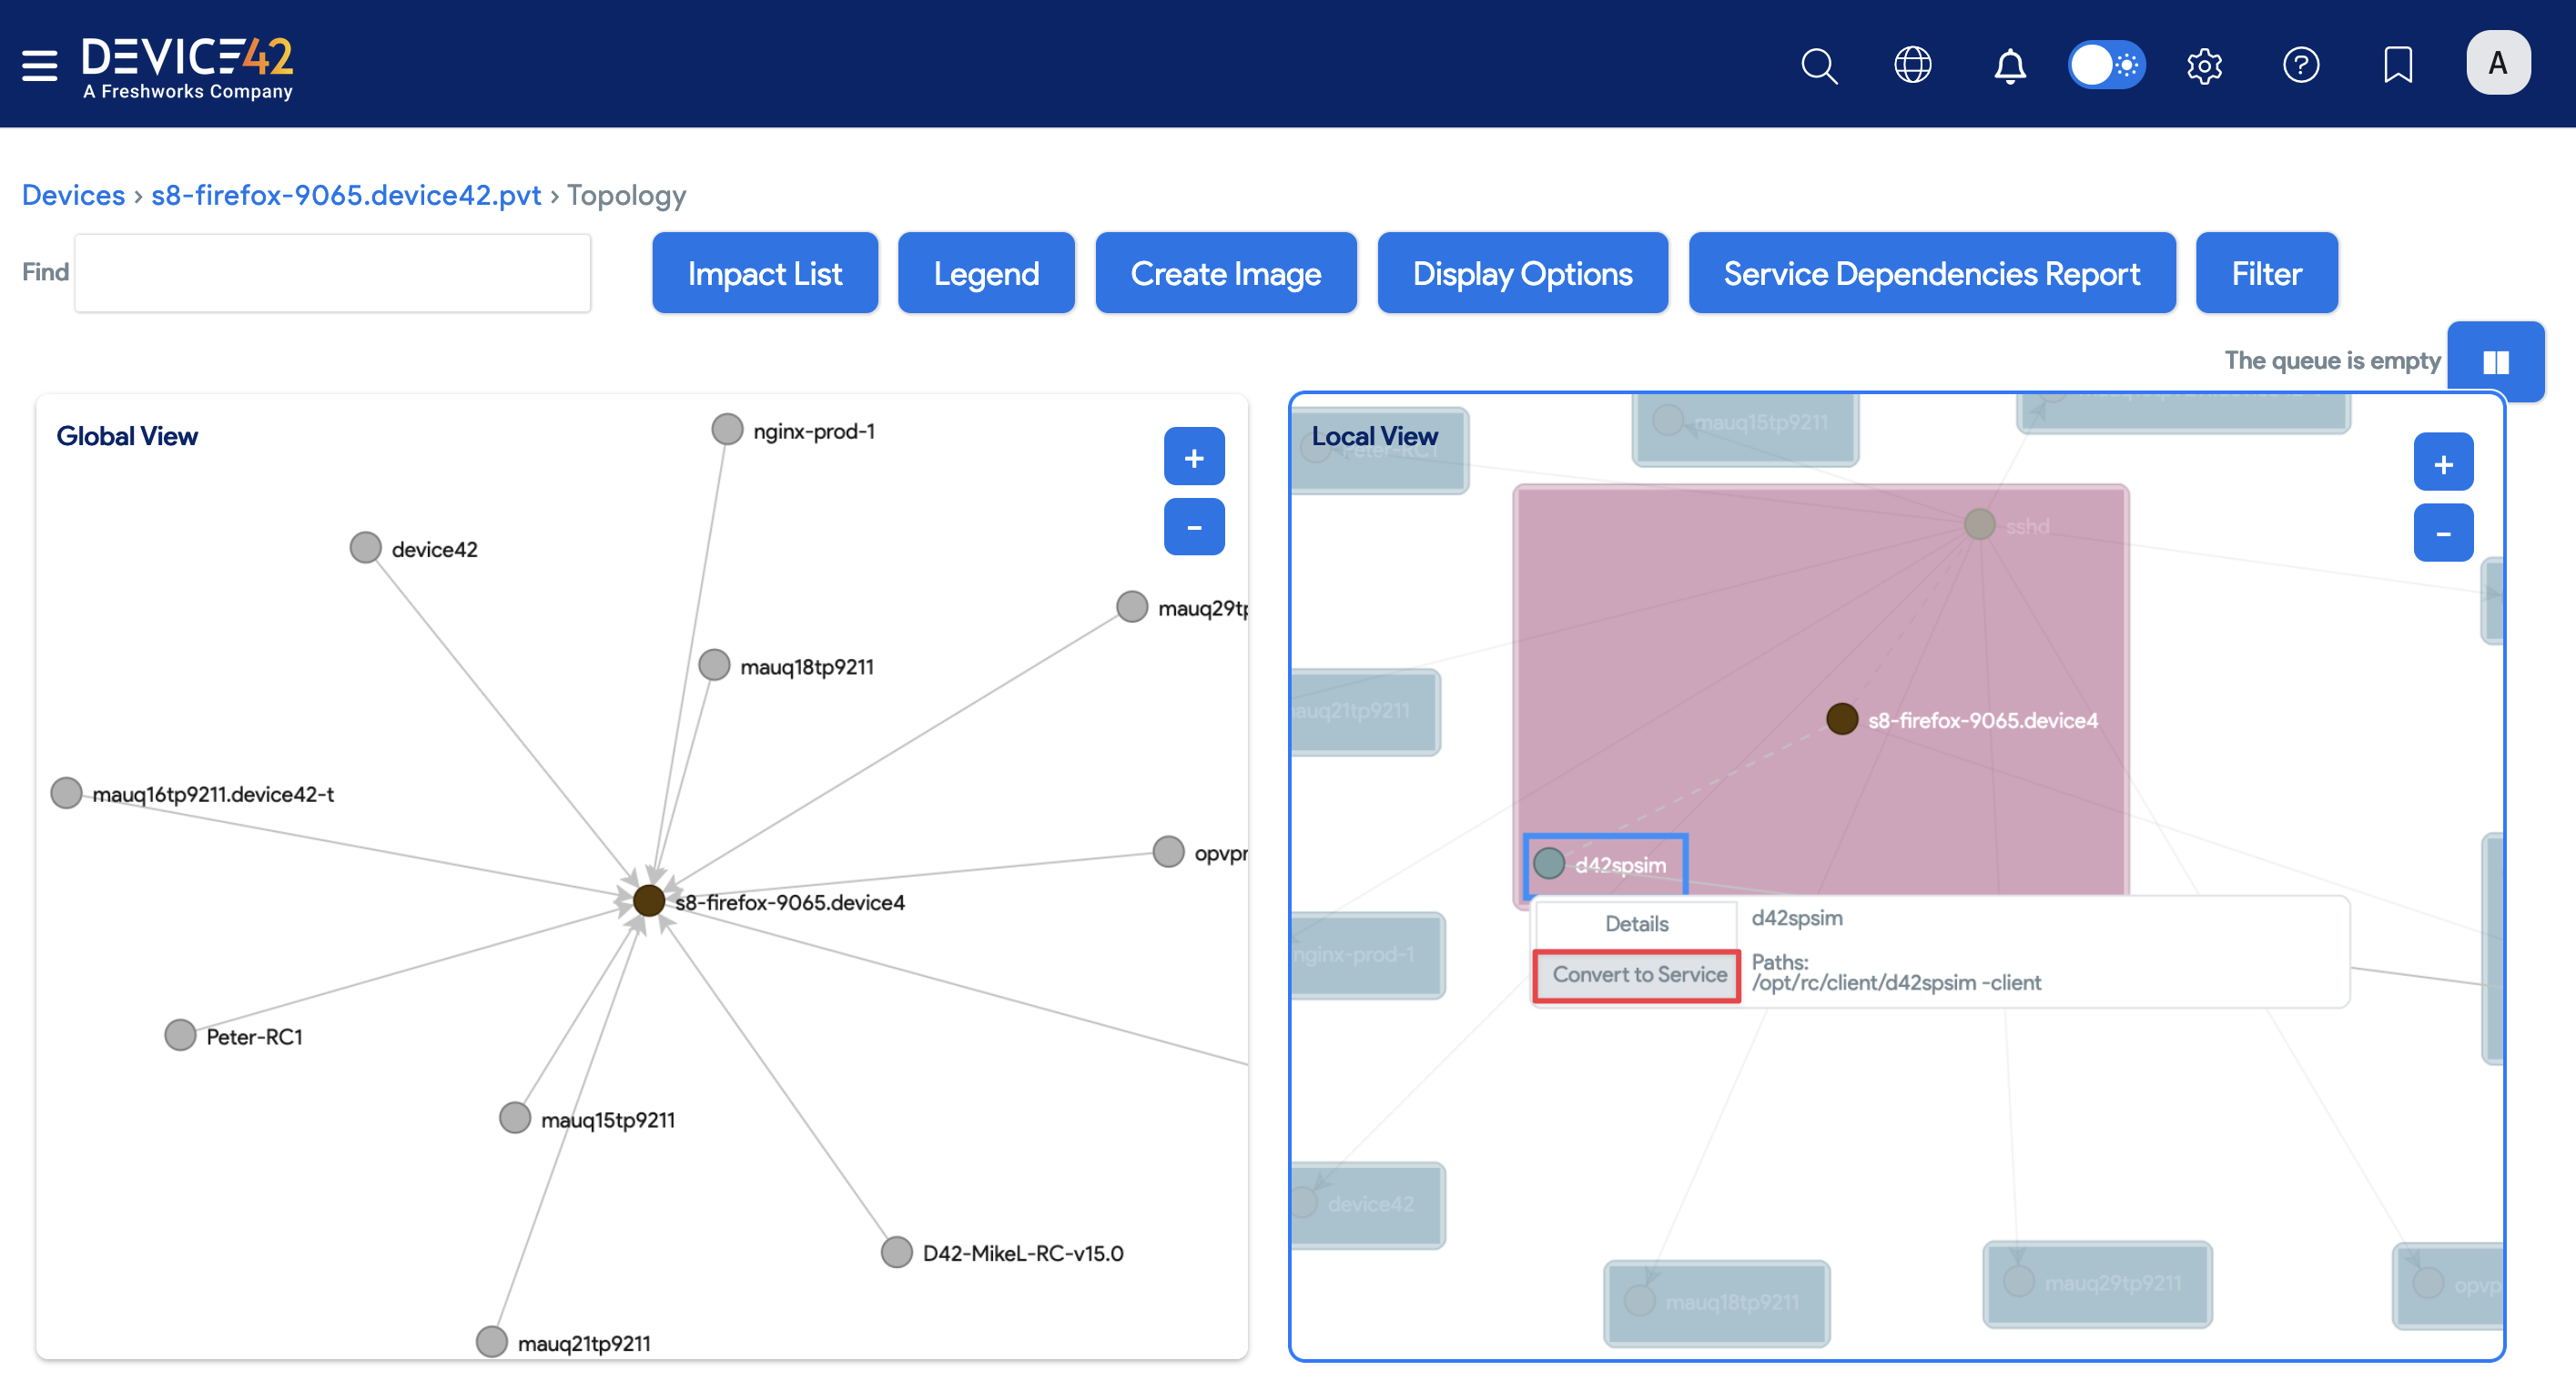 DEVICE42
A Freshworks Company
A
Devices › s8-firefox-9065.device42.pvt › Topology
Find
Impact List
Legend
Create Image
Display Options
Service Dependencies Report
Filter
The queue is empty
Global View
+
-
nginx-prod-1
device42
mauq29tp
mauq18tp9211
mauq16tp9211.device42-t
opvpr
s8-firefox-9065.device4
Peter-RC1
mauq15tp9211
D42-MikeL-RC-v15.0
mauq21tp9211
Local View
+
-
Peter-RC1
mauq15tp9211
sshd
mauq21tp9211
s8-firefox-9065.device4
d42spsim
Details
Convert to Service
d42spsim
Paths:
/opt/rc/client/d42spsim -client
nginx-prod-1
device42
mauq18tp9211
mauq29tp9211
opvp